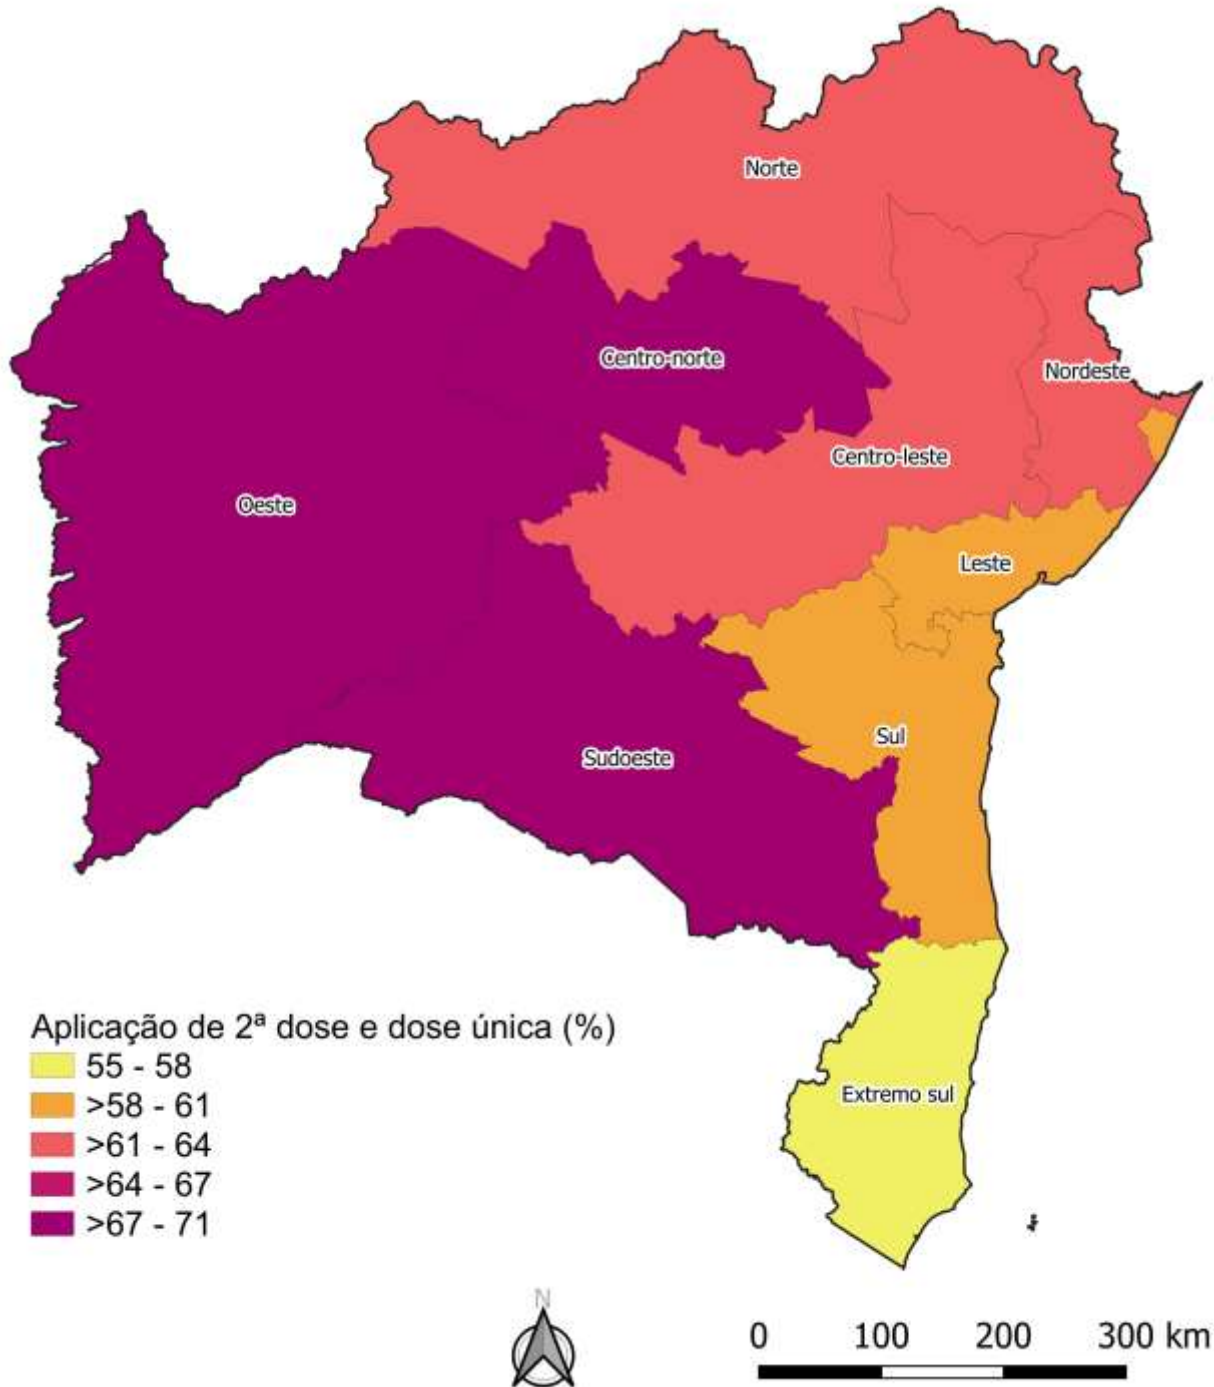 Norte
Centro-norte
Nordeste
Centro-leste
Oeste
Leste
Sul
Sudoeste
Aplicação de 2ª dose e dose única (%)
55 - 58
>58 - 61
>61 - 64
>64 - 67
>67 - 71
Extremo sul
N
0 100 200 300 km